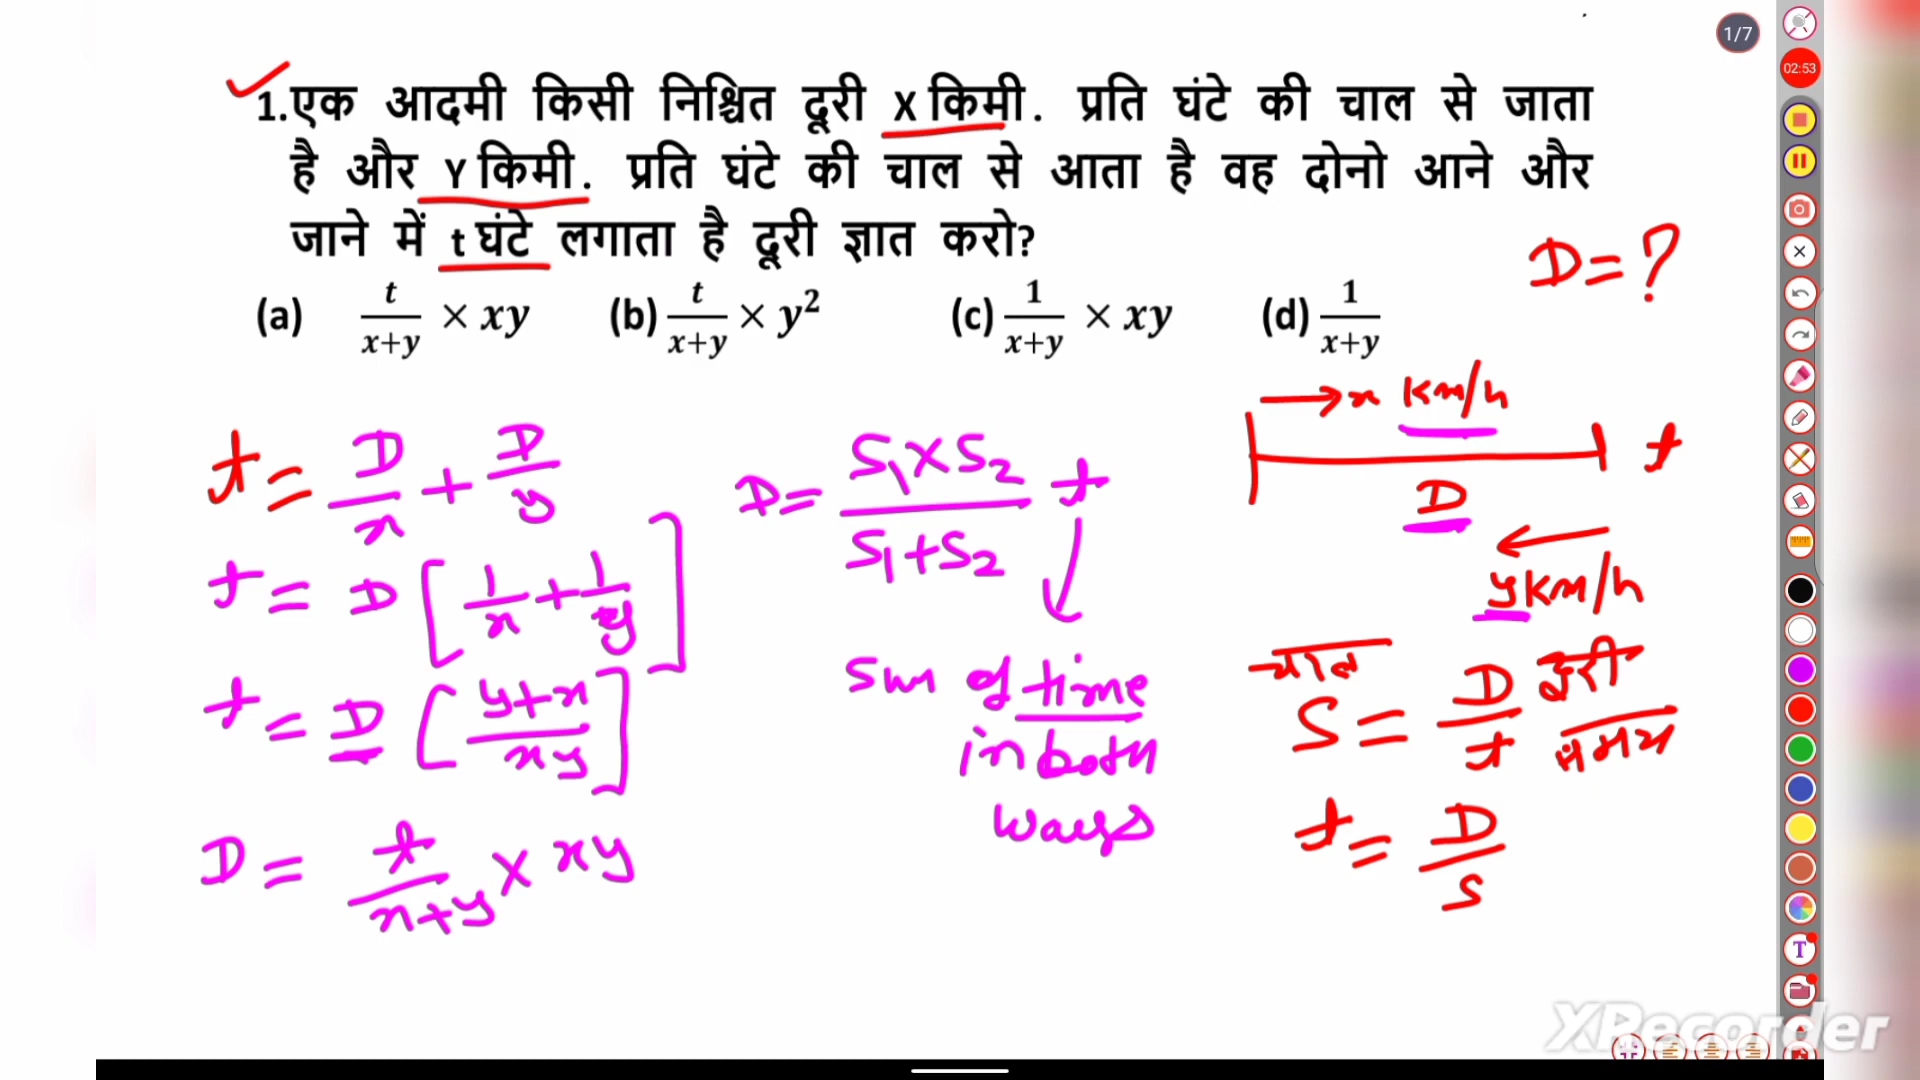 1/7
02:53
1.एक आदमी किसी निश्चित दूरी X किमी. प्रति घंटे की चाल से जाता
है और Y किमी. प्रति घंटे की चाल से आता है वह दोनो आने और
जाने में t घंटे लगाता है दूरी ज्ञात करो?
D=?
(a) t/(x+y) × xy (b) t/(x+y) × y² (c) 1/(x+y) × xy (d) 1/(x+y)
t = D/x + D/y
t = D [1/x + 1/y]
t = D [(y+x)/(xy)]
D = t/(x+y) × xy
D = (S₁×S₂)/(S₁+S₂) t
Sum of time
in both
ways
→ x km/h
t
D
←
y km/h
चाल
S = D/t दूरी/समय
t = D/S
T
XRecorder